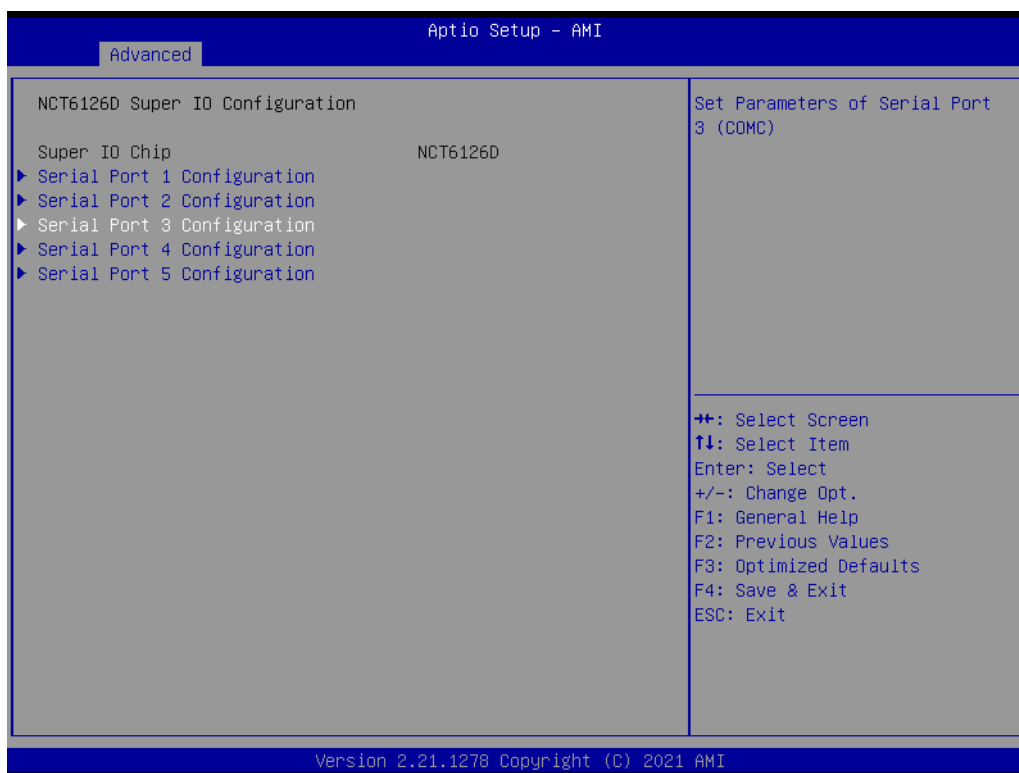 Aptio Setup – AMI
Advanced
NCT6126D Super IO Configuration
Super IO Chip NCT6126D
▶ Serial Port 1 Configuration
▶ Serial Port 2 Configuration
▶ Serial Port 3 Configuration
▶ Serial Port 4 Configuration
▶ Serial Port 5 Configuration
Set Parameters of Serial Port
3 (COMC)
→←: Select Screen
↑↓: Select Item
Enter: Select
+/-: Change Opt.
F1: General Help
F2: Previous Values
F3: Optimized Defaults
F4: Save & Exit
ESC: Exit
Version 2.21.1278 Copyright (C) 2021 AMI